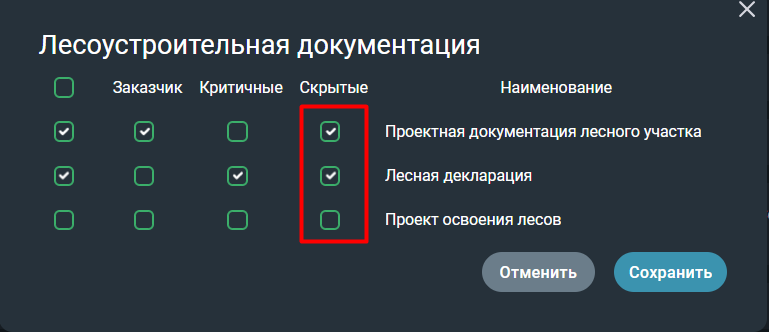 Лесоустроительная документация
Заказчик Критичные Скрытые Наименование
Проектная документация лесного участка
Лесная декларация
Проект освоения лесов
Отменить Сохранить